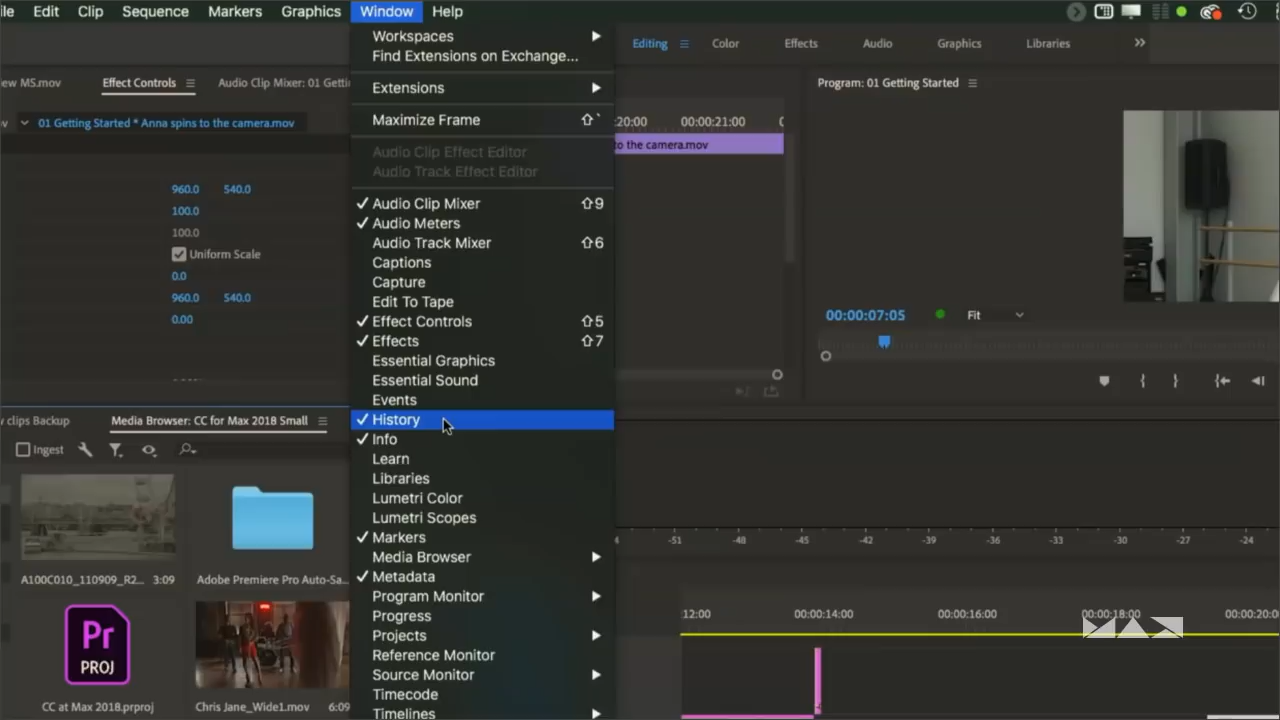 le Edit Clip Sequence Markers Graphics Window Help
Editing Color Effects Audio Graphics Libraries
ew MS.mov Effect Controls Audio Clip Mixer: 01 Getti
ov 01 Getting Started * Anna spins to the camera.mov
960.0 540.0
100.0
100.0
Uniform Scale
0.0
960.0 540.0
0.00
Workspaces
Find Extensions on Exchange...
Extensions
Maximize Frame ⇧`
Audio Clip Effect Editor
Audio Track Effect Editor
Audio Clip Mixer ⇧9
Audio Meters
Audio Track Mixer ⇧6
Captions
Capture
Edit To Tape
Effect Controls ⇧5
Effects ⇧7
Essential Graphics
Essential Sound
Events
History
Info
Learn
Libraries
Lumetri Color
Lumetri Scopes
Markers
Media Browser
Metadata
Program Monitor
Progress
Projects
Reference Monitor
Source Monitor
Timecode
Timelines
:20:00 00:00:21:00
to the camera.mov
Program: 01 Getting Started
00:00:07:05 Fit
w clips Backup Media Browser: CC for Max 2018 Small
Ingest
A100C010_110909_R2... 3:09 Adobe Premiere Pro Auto-Sa...
Pr
PROJ
CC at Max 2018.prproj Chris Jane_Wide1.mov 6:09
-51 -48 -45 -42 -39 -36 -33 -30 -27 -24
:12:00 00:00:14:00 00:00:16:00 00:00:18:00 00:00:20:0
MAX